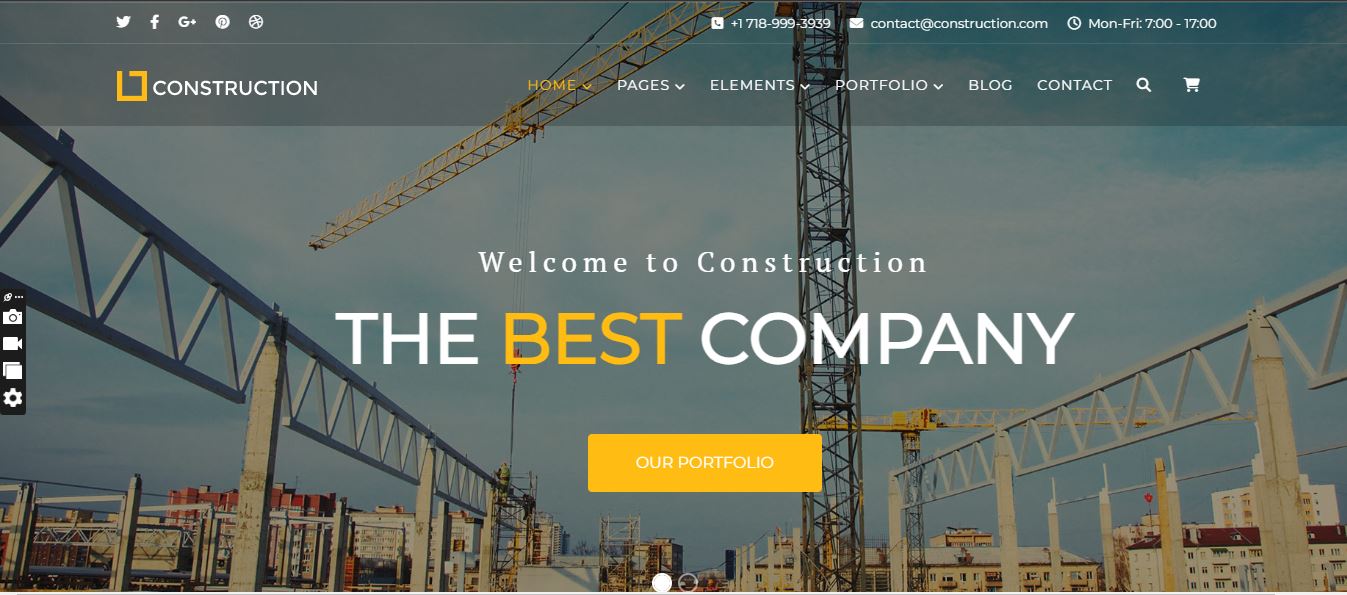 +1 718-999-3939 contact@construction.com Mon-Fri: 7:00 - 17:00
CONSTRUCTION HOME PAGES ELEMENTS PORTFOLIO BLOG CONTACT
Welcome to Construction
THE BEST COMPANY
OUR PORTFOLIO